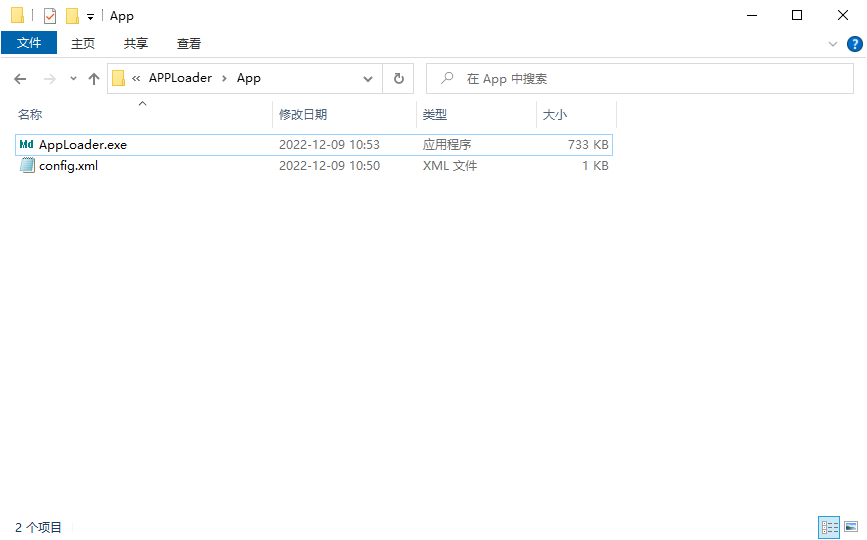 App
文件 主页 共享 查看 ?
« APPLoader › App 在 App 中搜索
名称 修改日期 类型 大小
Md AppLoader.exe 2022-12-09 10:53 应用程序 733 KB
config.xml 2022-12-09 10:50 XML 文件 1 KB
2 个项目